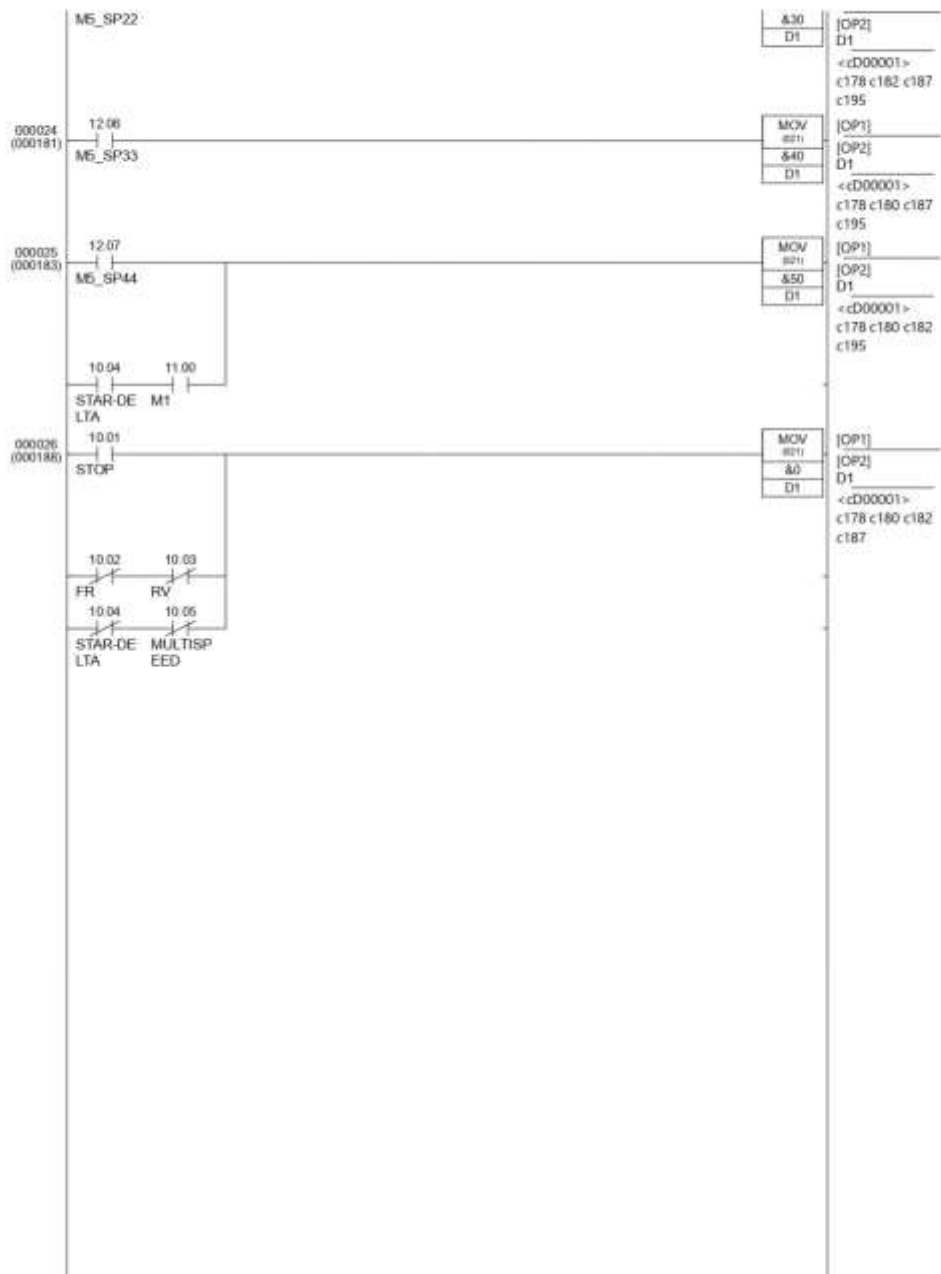 M5_SP22
&30
D1
[OP2]
D1
<cD00001>
c178 c182 c187
c195
000024
(000181)
12.06
M5_SP33
MOV
(021)
&40
D1
[OP1]
[OP2]
D1
<cD00001>
c178 c180 c187
c195
000025
(000183)
12.07
M5_SP44
MOV
(021)
&50
D1
[OP1]
[OP2]
D1
<cD00001>
c178 c180 c182
c195
10.04
11.00
STAR-DE
LTA
M1
000026
(000188)
10.01
STOP
MOV
(021)
&0
D1
[OP1]
[OP2]
D1
<cD00001>
c178 c180 c182
c187
10.02
10.03
FR
RV
10.04
10.05
STAR-DE
LTA
MULTISP
EED